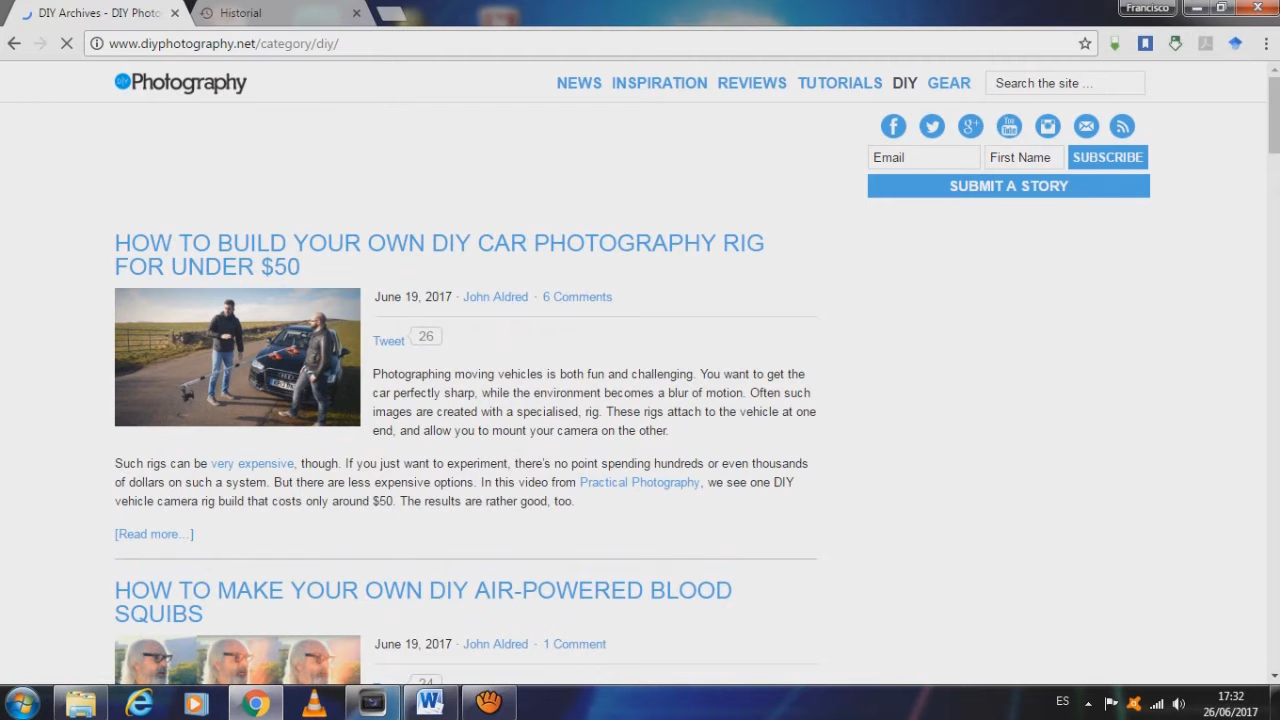 DIY Archives - DIY Photo
Historial
Francisco
www.diyphotography.net/category/diy/
Photography
NEWS INSPIRATION REVIEWS TUTORIALS DIY GEAR
Search the site ...
You Tube
Email
First Name
SUBSCRIBE
SUBMIT A STORY
HOW TO BUILD YOUR OWN DIY CAR PHOTOGRAPHY RIG
FOR UNDER $50
June 19, 2017 · John Aldred · 6 Comments
Tweet 26
Photographing moving vehicles is both fun and challenging. You want to get the
car perfectly sharp, while the environment becomes a blur of motion. Often such
images are created with a specialised, rig. These rigs attach to the vehicle at one
end, and allow you to mount your camera on the other.
Such rigs can be very expensive, though. If you just want to experiment, there's no point spending hundreds or even thousands
of dollars on such a system. But there are less expensive options. In this video from Practical Photography, we see one DIY
vehicle camera rig build that costs only around $50. The results are rather good, too.
[Read more...]
HOW TO MAKE YOUR OWN DIY AIR-POWERED BLOOD
SQUIBS
June 19, 2017 · John Aldred · 1 Comment
24
ES
17:32
26/06/2017